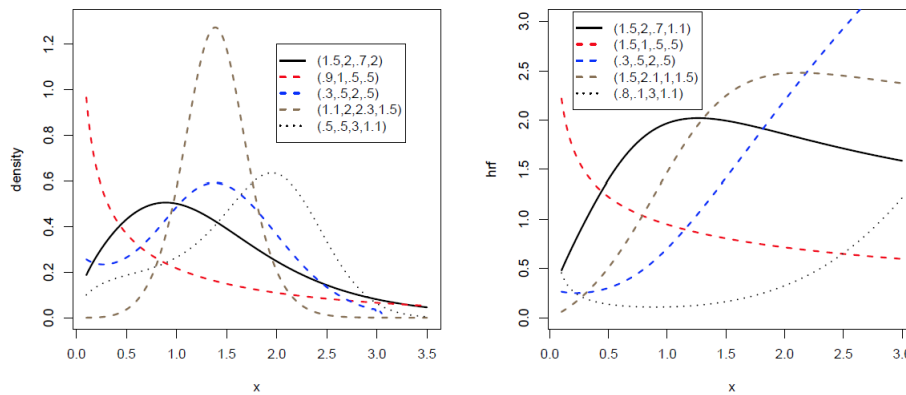 density
0.0 0.2 0.4 0.6 0.8 1.0 1.2
(1.5,2,.7,2)
(.9,1,.5,.5)
(.3,.5,2,.5)
(1.1,2,2.3,1.5)
(.5,.5,3,1.1)
0.0 0.5 1.0 1.5 2.0 2.5 3.0 3.5
x
hrf
0.0 0.5 1.0 1.5 2.0 2.5 3.0
(1.5,2,.7,1.1)
(1.5,1,.5,.5)
(.3,.5,2,.5)
(1.5,2.1,1,1.5)
(.8,.1,3,1.1)
0.0 0.5 1.0 1.5 2.0 2.5 3.0
x